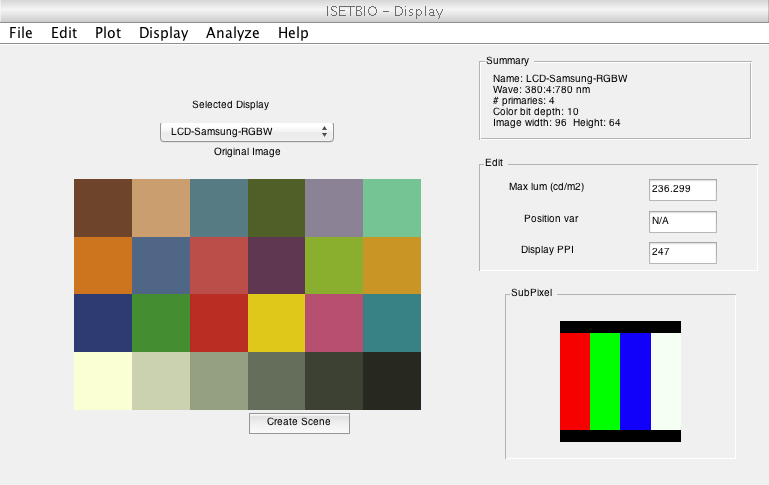 ISETBIO – Display
File Edit Plot Display Analyze Help
Selected Display
LCD-Samsung-RGBW
Original Image
Create Scene
Summary
Name: LCD-Samsung-RGBW
Wave: 380:4:780 nm
# primaries: 4
Color bit depth: 10
Image width: 96 Height: 64
Edit
Max lum (cd/m2) 236.299
Position var N/A
Display PPI 247
SubPixel